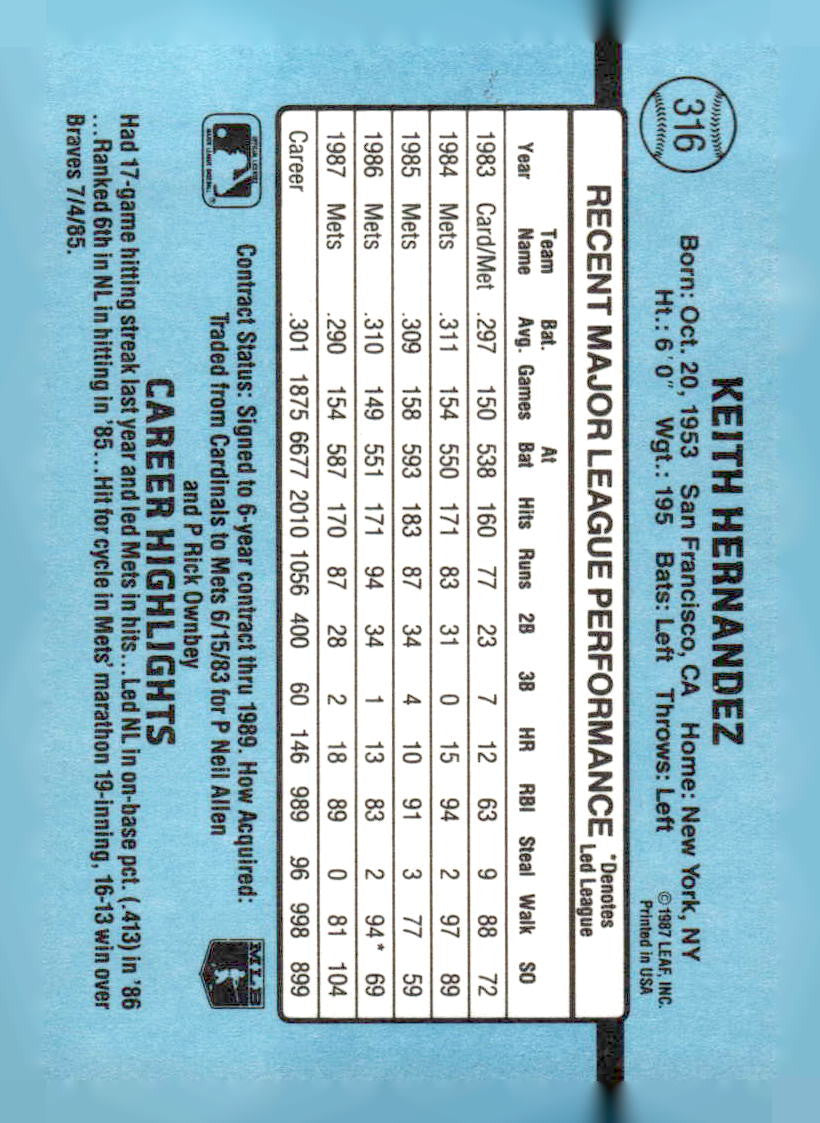 316
KEITH HERNANDEZ
Born: Oct. 20, 1953 San Francisco, CA Home: New York, NY
Ht.: 6'0" Wgt.: 195 Bats: Left Throws: Left
©1987 LEAF, INC.
Printed in USA
RECENT MAJOR LEAGUE PERFORMANCE *Denotes Led League
Year Team Name Bat. Avg. Games At Bat Hits Runs 2B 3B HR RBI Steal Walk SO
1983 Card/Met .297 150 538 160 77 23 7 12 63 9 88 72
1984 Mets .311 154 550 171 83 31 0 15 94 2 97 89
1985 Mets .309 158 593 183 87 34 4 10 91 3 77 59
1986 Mets .310 149 551 171 94 34 1 13 83 2 94* 69
1987 Mets .290 154 587 170 87 28 2 18 89 0 81 104
Career .301 1875 6677 2010 1056 400 60 146 989 96 998 899
Contract Status: Signed to 6-year contract thru 1989. How Acquired:
Traded from Cardinals to Mets 6/15/83 for P Neil Allen
and P Rick Ownbey
MLB
CAREER HIGHLIGHTS
Had 17-game hitting streak last year and led Mets in hits... Led NL in on-base pct. (.413) in '86
...Ranked 6th in NL in hitting in '85... Hit for cycle in Mets' marathon 19-inning, 16-13 win over
Braves 7/4/85.